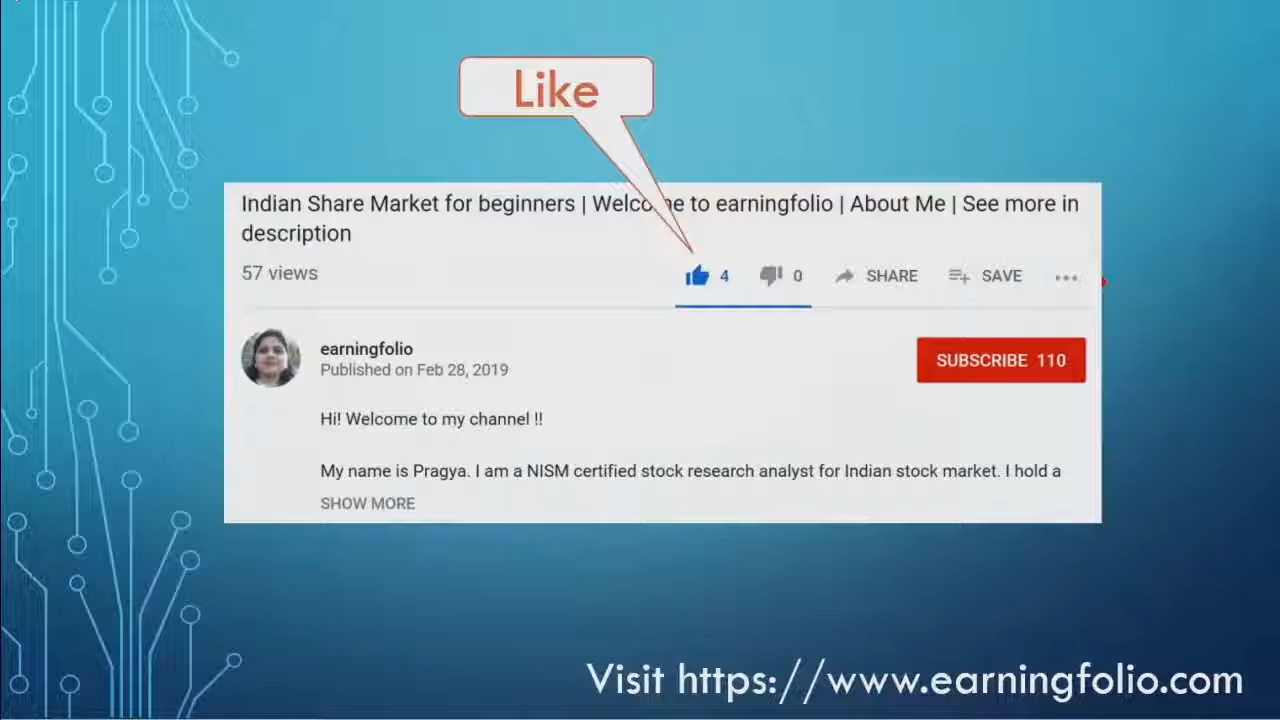 Like
Indian Share Market for beginners | Welcome to earningfolio | About Me | See more in
description
57 views
4 0 SHARE SAVE
earningfolio
Published on Feb 28, 2019
SUBSCRIBE 110
Hi! Welcome to my channel !!
My name is Pragya. I am a NISM certified stock research analyst for Indian stock market. I hold a
SHOW MORE
Visit https://www.earningfolio.com